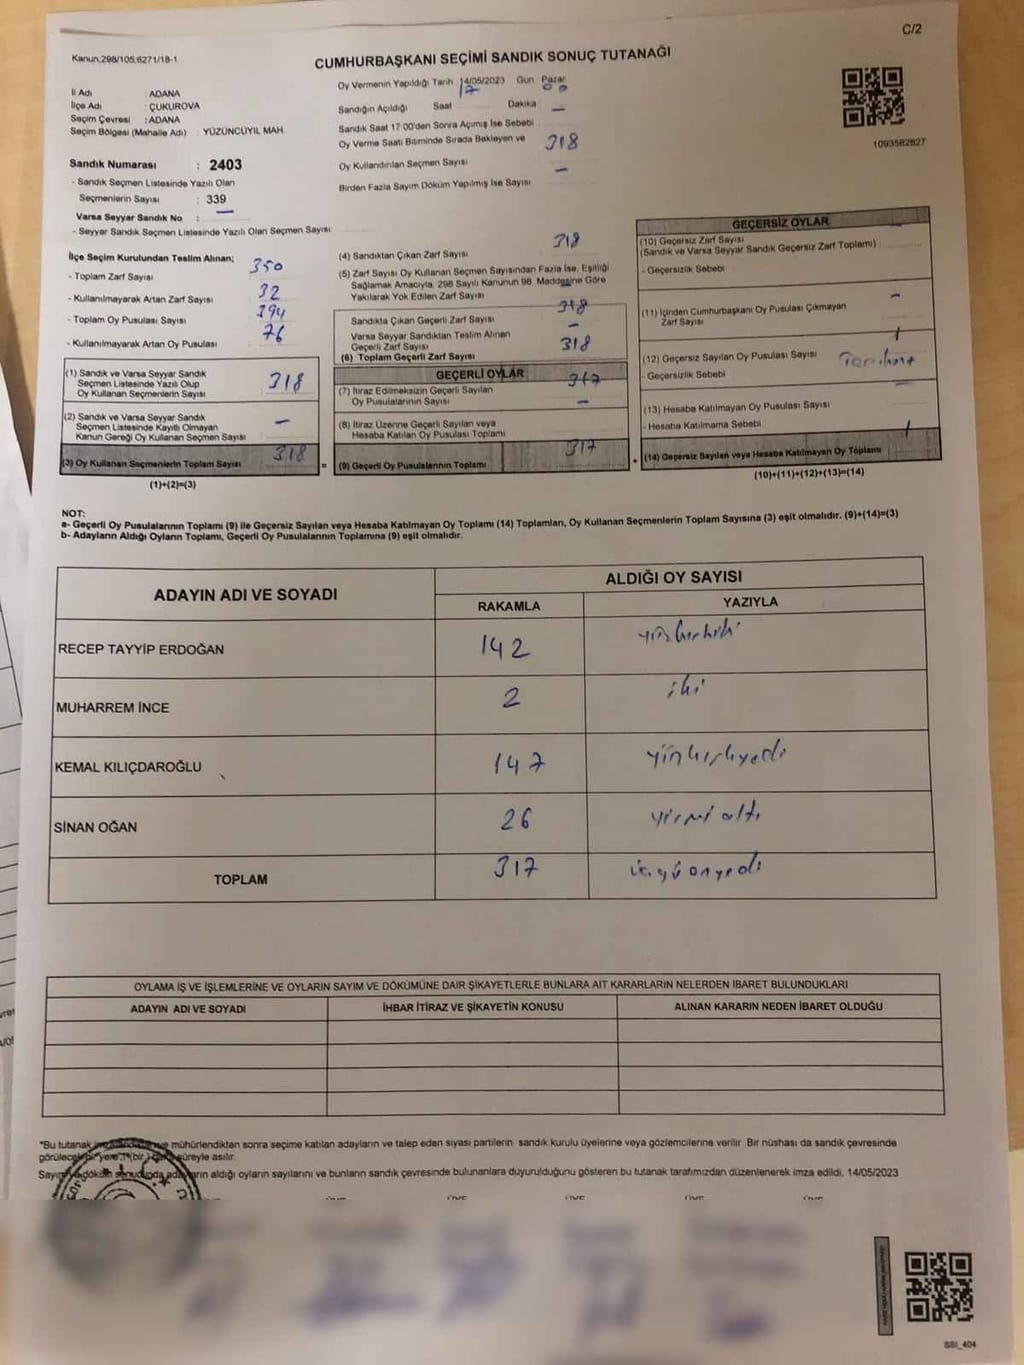 C/2
Kanun:298/105;6271/18-1
CUMHURBAŞKANI SEÇİMİ SANDIK SONUÇ TUTANAĞI
İl Adı : ADANA
İlçe Adı : ÇUKUROVA
Seçim Çevresi : ADANA
Seçim Bölgesi (Mahalle Adı) : YÜZÜNCÜYIL MAH.
Sandık Numarası : 2403
- Sandık Seçmen Listesinde Yazılı Olan
Seçmenlerin Sayısı : 339
Varsa Seyyar Sandık No : —
- Seyyar Sandık Seçmen Listesinde Yazılı Olan Seçmen Sayısı
Oy Vermenin Yapıldığı Tarih 14/05/2023 Gün Pazar
Sandığın Açıldığı Saat 17 Dakika 00
Sandık Saat 17:00'den Sonra Açımış İse Sebebi —
Oy Verme Saati Bitiminde Sırada Bekleyen ve
Oy Kullandırılan Seçmen Sayısı 318
Birden Fazla Sayım Döküm Yapılmış İse Sayısı —
1093582827
İlçe Seçim Kurulundan Teslim Alınan;
- Toplam Zarf Sayısı 350
- Kullanılmayarak Artan Zarf Sayısı 32
- Toplam Oy Pusulası Sayısı 394
- Kullanılmayarak Artan Oy Pusulası 76
(1) Sandık ve Varsa Seyyar Sandık
Seçmen Listesinde Yazılı Olup
Oy Kullanan Seçmenlerin Sayısı 318
(2) Sandık ve Varsa Seyyar Sandık
Seçmen Listesinde Kayıtlı Olmayan
Kanun Gereği Oy Kullanan Seçmen Sayısı —
(3) Oy Kullanan Seçmenlerin Toplam Sayısı 318
(1)+(2)=(3)
(4) Sandıktan Çıkan Zarf Sayısı 318
(5) Zarf Sayısı Oy Kullanan Seçmen Sayısından Fazla İse, Eşitliği
Sağlamak Amacıyla, 298 Sayılı Kanunun 98. Maddesine Göre
Yakılarak Yok Edilen Zarf Sayısı —
Sandıkta Çıkan Geçerli Zarf Sayısı 318
Varsa Seyyar Sandıktan Teslim Alınan
Geçerli Zarf Sayısı —
(6) Toplam Geçerli Zarf Sayısı 318
GEÇERLİ OYLAR
(7) İtiraz Edilmeksizin Geçerli Sayılan
Oy Pusulalarının Sayısı 317
(8) İtiraz Üzerine Geçerli Sayılan veya
Hesaba Katılan Oy Pusulası Toplamı —
= (9) Geçerli Oy Pusulalarının Toplamı 317
GEÇERSİZ OYLAR
(10) Geçersiz Zarf Sayısı —
(Sandık ve Varsa Seyyar Sandık Geçersiz Zarf Toplamı)
- Geçersizlik Sebebi
(11) İçinden Cumhurbaşkanı Oy Pusulası Çıkmayan
Zarf Sayısı —
(12) Geçersiz Sayılan Oy Pusulası Sayısı 1
- Geçersizlik Sebebi
(13) Hesaba Katılmayan Oy Pusulası Sayısı —
- Hesaba Katılmama Sebebi
+ (14) Geçersiz Sayılan veya Hesaba Katılmayan Oy Toplamı 1
(10)+(11)+(12)+(13)=(14)
NOT:
a- Geçerli Oy Pusulalarının Toplamı (9) ile Geçersiz Sayılan veya Hesaba Katılmayan Oy Toplamı (14) Toplamları, Oy Kullanan Seçmenlerin Toplam Sayısına (3) eşit olmalıdır. (9)+(14)=(3)
b- Adayların Aldığı Oyların Toplamı, Geçerli Oy Pusulalarının Toplamına (9) eşit olmalıdır.
ADAYIN ADI VE SOYADI ALDIĞI OY SAYISI
RAKAMLA YAZIYLA
RECEP TAYYİP ERDOĞAN 142 yüzkırkiki
MUHARREM İNCE 2 iki
KEMAL KILIÇDAROĞLU 147 yüzkırkyedi
SİNAN OĞAN 26 yirmi altı
TOPLAM 317 üçyüzonyedi
OYLAMA İŞ VE İŞLEMLERİNE VE OYLARIN SAYIM VE DÖKÜMÜNE DAİR ŞİKAYETLERLE BUNLARA AİT KARARLARIN NELERDEN İBARET BULUNDUKLARI
ADAYIN ADI VE SOYADI İHBAR İTİRAZ VE ŞİKAYETİN KONUSU ALINAN KARARIN NEDEN İBARET OLDUĞU
*Bu tutanak mühürlendikten sonra seçime katılan adayların ve talep eden siyasi partilerin sandık kurulu üyelerine veya gözlemcilerine verilir. Bir nüshası da sandık çevresinde
görülecek bir yere 1 (bir) süreyle asılır.
Sayım ve döküm sonucunda adayların aldığı oyların sayılarını ve bunların sandık çevresinde bulunanlara duyurulduğunu gösteren bu tutanak tarafımızdan düzenlenerek imza edildi. 14/05/2023
ÜYE ÜYE ÜYE ÜYE ÜYE
SSI_404